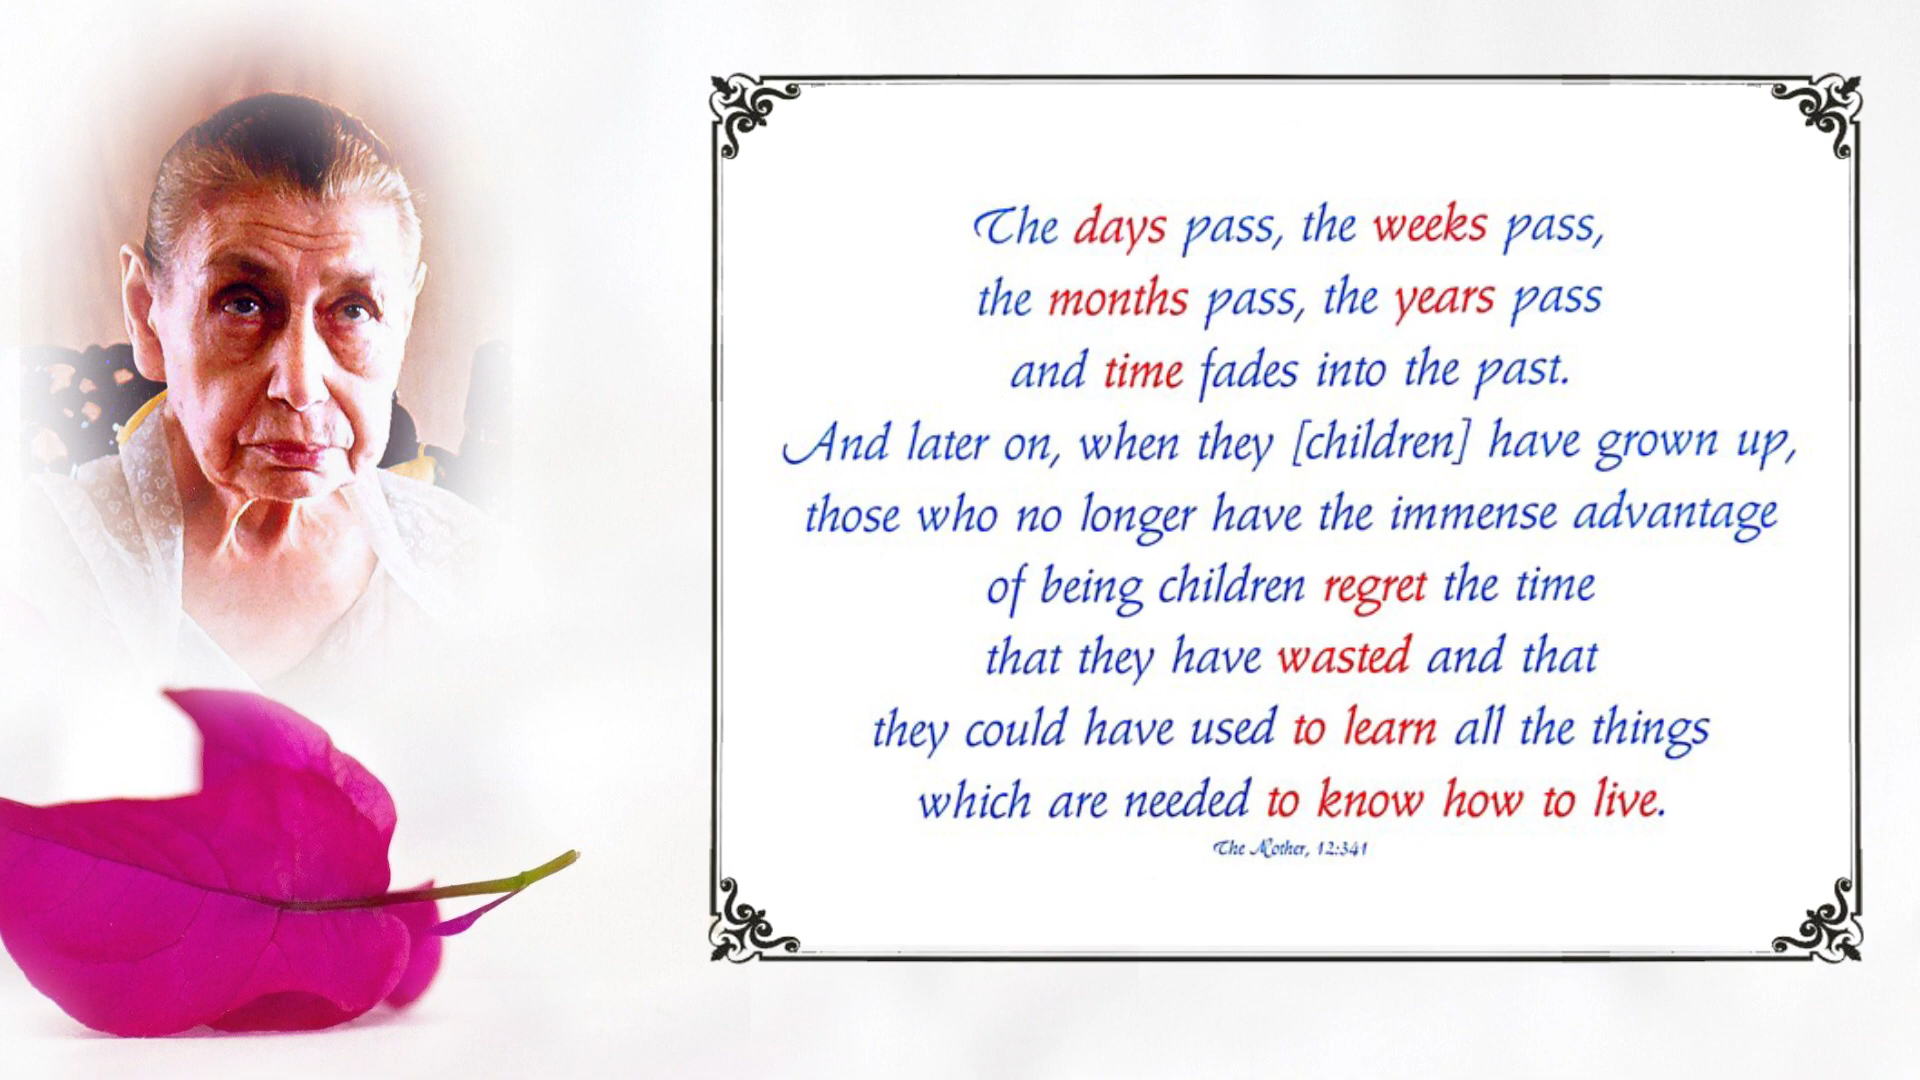 The days pass, the weeks pass,
the months pass, the years pass
and time fades into the past.
And later on, when they [children] have grown up,
those who no longer have the immense advantage
of being children regret the time
that they have wasted and that
they could have used to learn all the things
which are needed to know how to live.
The Mother, 12:341